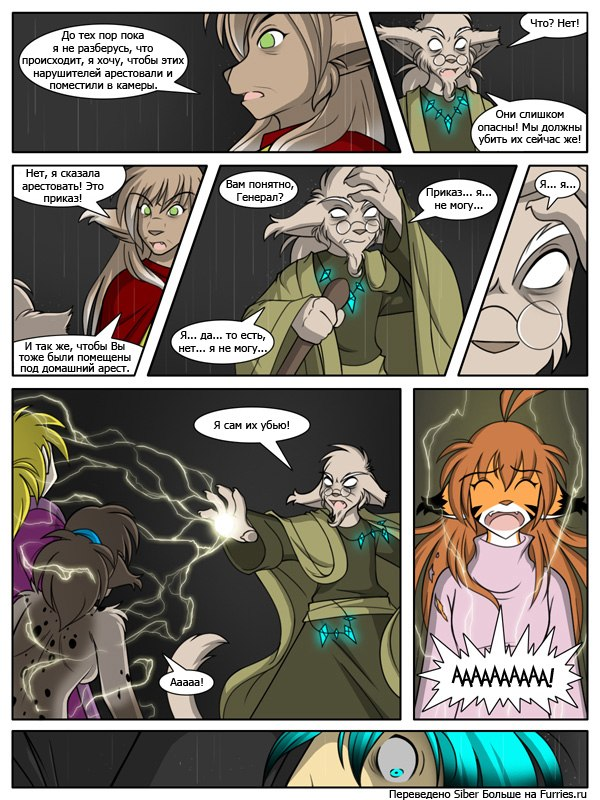 До тех пор пока
я не разберусь, что
происходит, я хочу, чтобы этих
нарушителей арестовали и
поместили в камеры.
Что? Нет!
Они слишком
опасны! Мы должны
убить их сейчас же!
Нет, я сказала
арестовать! Это
приказ!
И так же, чтобы Вы
тоже были помещены
под домашний арест.
Вам понятно,
Генерал?
Приказ... я...
не могу...
Я... да... то есть,
нет... я не могу...
Я... я...
Я сам их убью!
Ааааа!
АААААААААА!
Переведено Siber Больше на Furries.ru